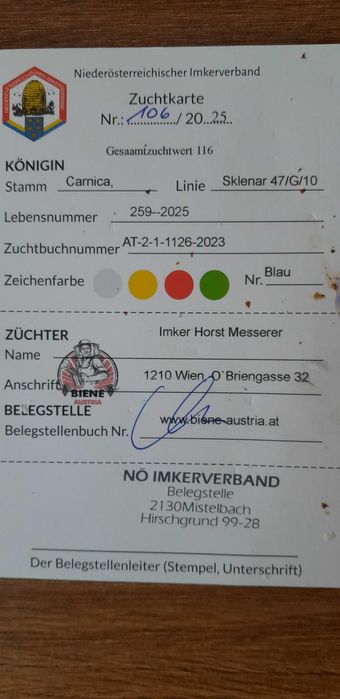 Niederösterreichischer Imkerverband
Zuchtkarte
Nr.: 106 / 20 25
Gesaamtzuchtwert 116
KÖNIGIN
Stamm Carnica, Linie Sklenar 47/G/10
Lebensnummer 259--2025
Zuchtbuchnummer AT-2-1-1126-2023
Zeichenfarbe Nr. Blau
ZÜCHTER Imker Horst Messerer
Name
Anschrift 1210 Wien, O`Briengasse 32
BIENE
AUSTRIA
BELEGSTELLE
Belegstellenbuch Nr. www.biene-austria.at
NÖ IMKERVERBAND
Belegstelle
2130Mistelbach
Hirschgrund 99-28
Der Belegstellenleiter (Stempel, Unterschrift)